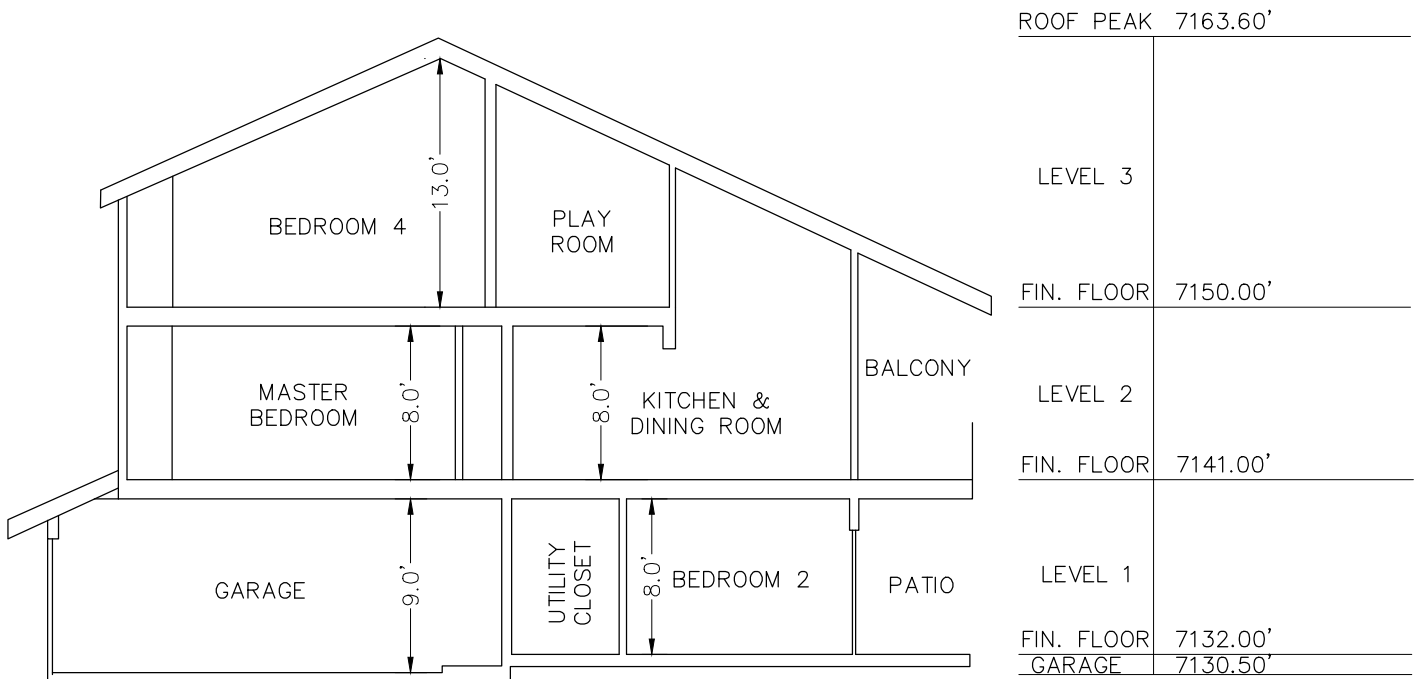 ROOF PEAK 7163.60'
13.0'
BEDROOM 4
PLAY
ROOM
LEVEL 3
FIN. FLOOR 7150.00'
MASTER
BEDROOM
8.0'
8.0'
KITCHEN &
DINING ROOM
BALCONY
LEVEL 2
FIN. FLOOR 7141.00'
GARAGE
9.0'
UTILITY
CLOSET
8.0'
BEDROOM 2
PATIO
LEVEL 1
FIN. FLOOR 7132.00'
GARAGE 7130.50'